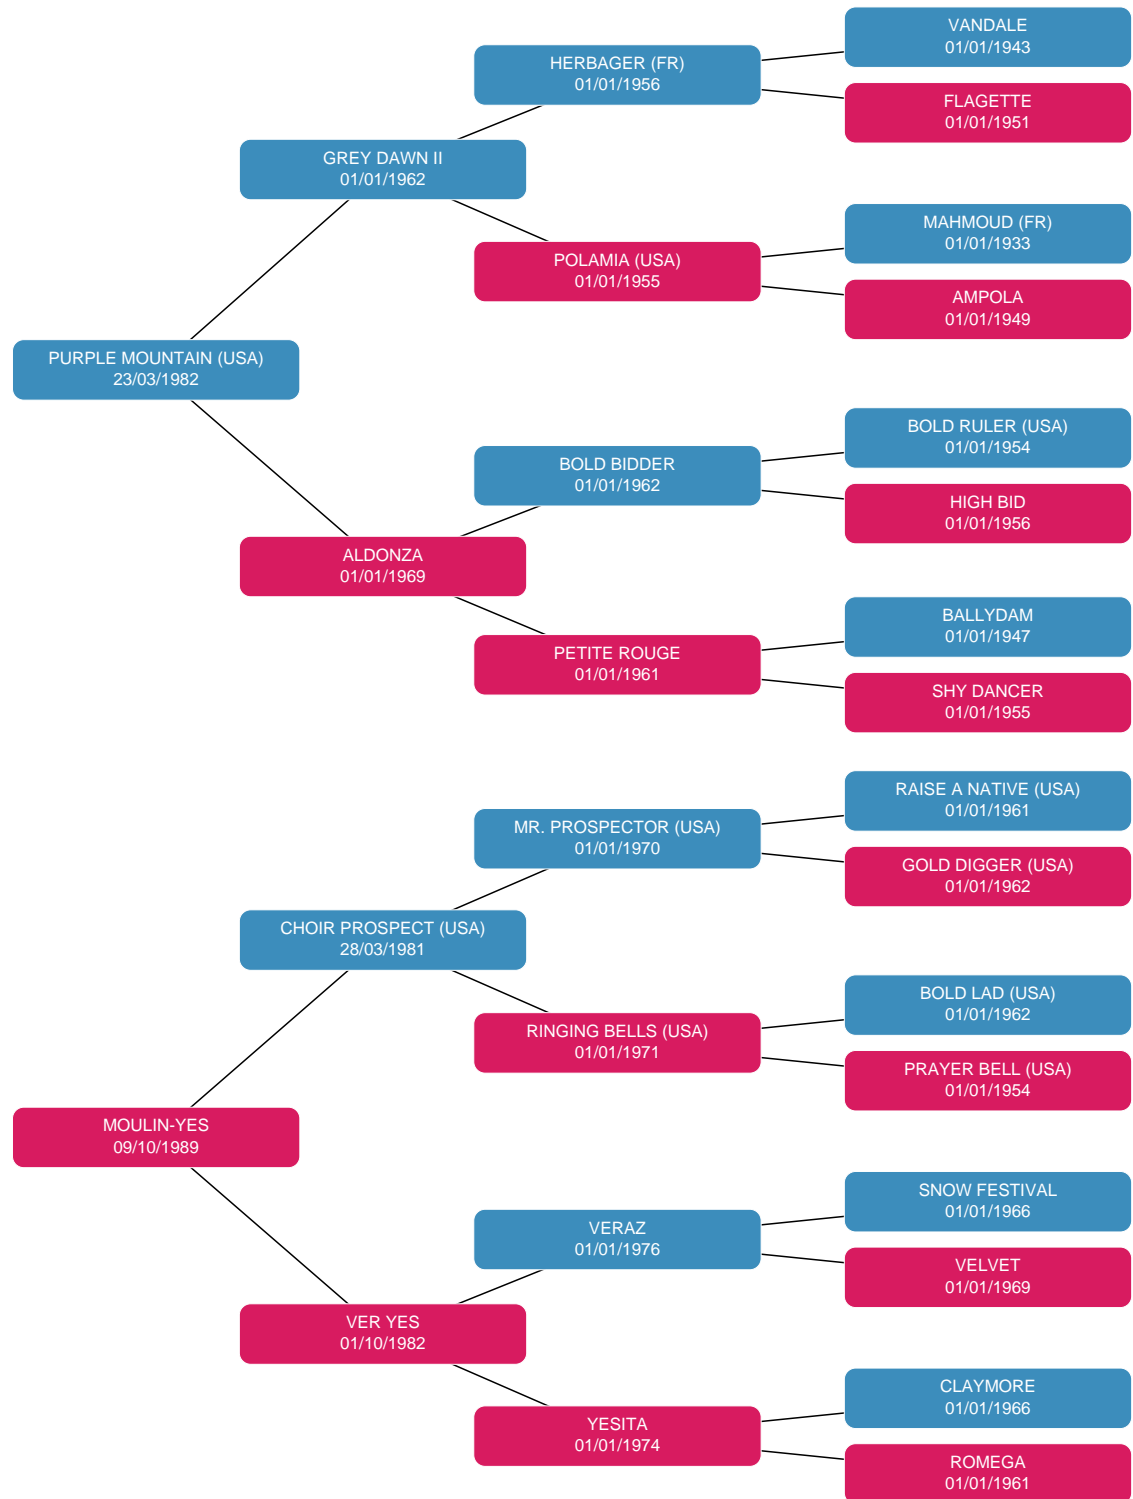 VANDALE
01/01/1943
HERBAGER (FR)
01/01/1956
FLAGETTE
01/01/1951
GREY DAWN II
01/01/1962
MAHMOUD (FR)
01/01/1933
POLAMIA (USA)
01/01/1955
AMPOLA
01/01/1949
PURPLE MOUNTAIN (USA)
23/03/1982
BOLD RULER (USA)
01/01/1954
BOLD BIDDER
01/01/1962
HIGH BID
01/01/1956
ALDONZA
01/01/1969
BALLYDAM
01/01/1947
PETITE ROUGE
01/01/1961
SHY DANCER
01/01/1955
RAISE A NATIVE (USA)
01/01/1961
MR. PROSPECTOR (USA)
01/01/1970
GOLD DIGGER (USA)
01/01/1962
CHOIR PROSPECT (USA)
28/03/1981
BOLD LAD (USA)
01/01/1962
RINGING BELLS (USA)
01/01/1971
PRAYER BELL (USA)
01/01/1954
MOULIN-YES
09/10/1989
SNOW FESTIVAL
01/01/1966
VERAZ
01/01/1976
VELVET
01/01/1969
VER YES
01/10/1982
CLAYMORE
01/01/1966
YESITA
01/01/1974
ROMEGA
01/01/1961